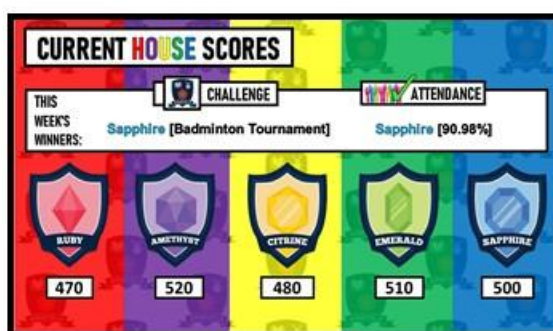 CURRENT HOUSE SCORES
THIS
WEEK'S
WINNERS:
CHALLENGE
Sapphire [Badminton Tournament]
ATTENDANCE
Sapphire [90.98%]
RUBY
AMETHYST
CITRINE
EMERALD
SAPPHIRE
470
520
480
510
500